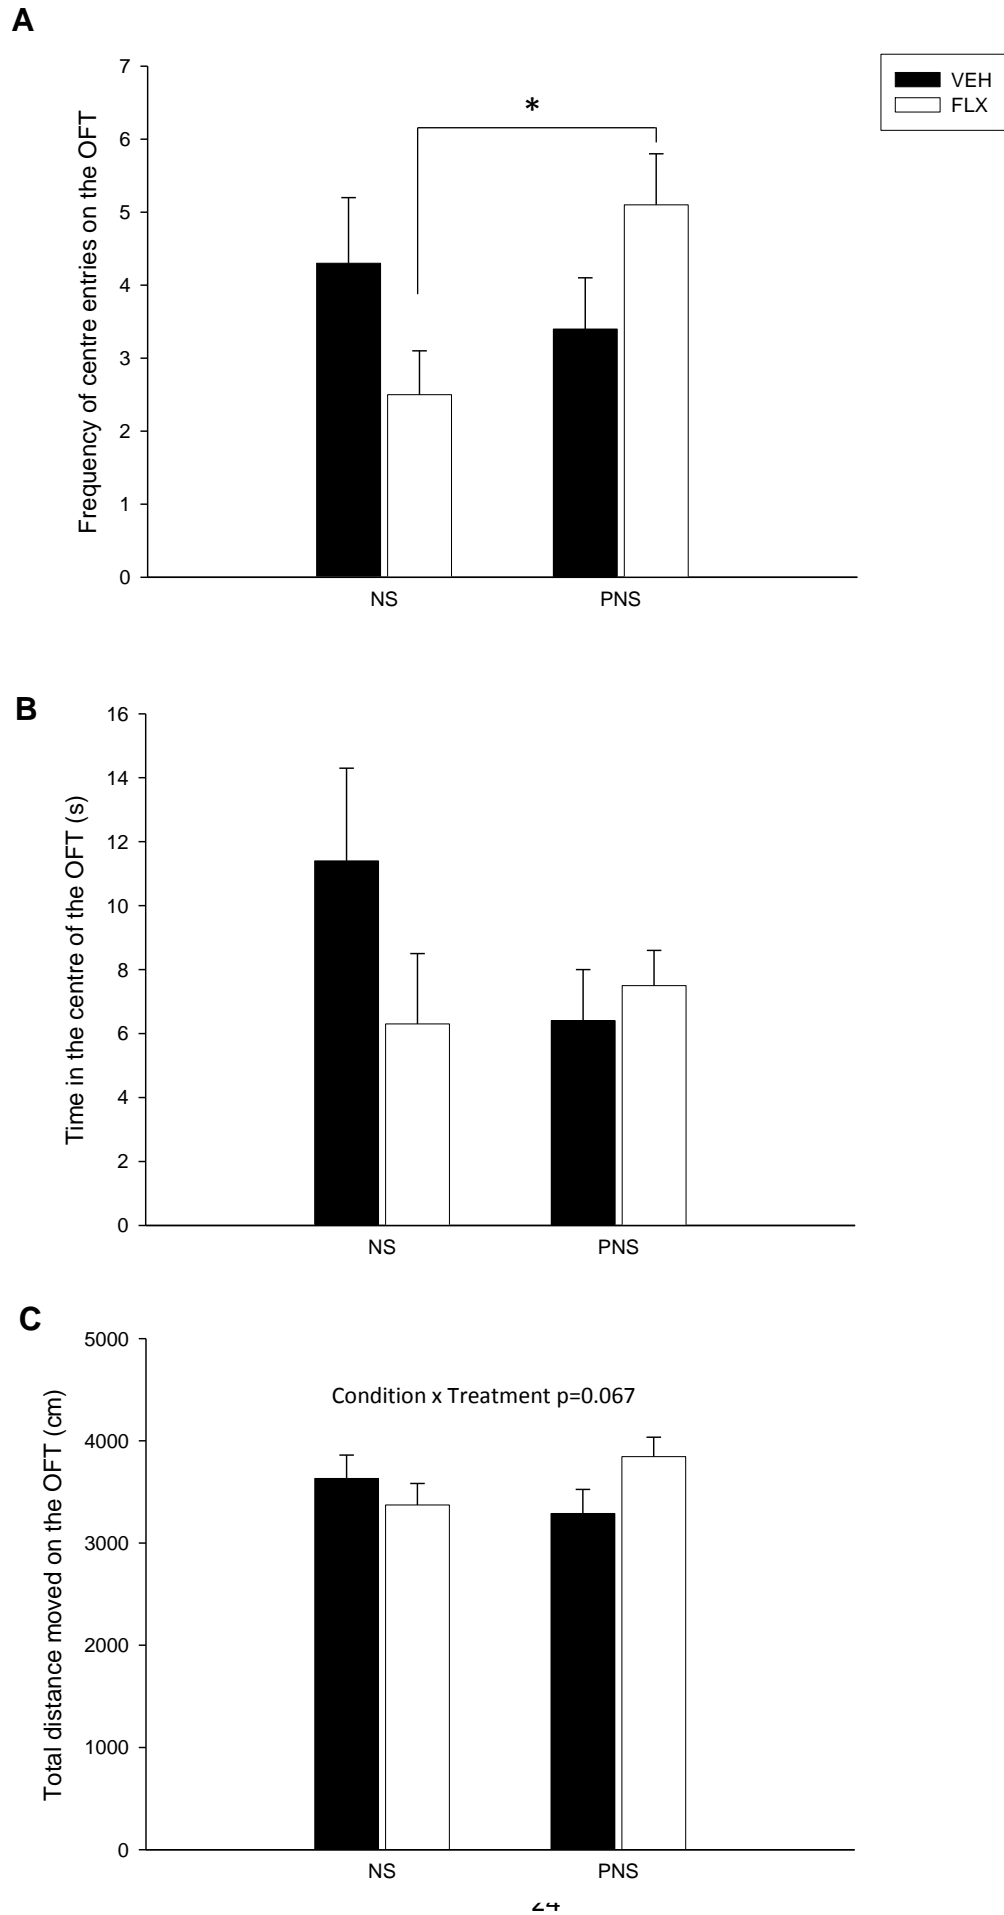 A
VEH
FLX
*
Frequency of centre entries on the OFT
7
6
5
4
3
2
1
0
NS PNS
B
Time in the centre of the OFT (s)
16
14
12
10
8
6
4
2
0
NS PNS
C
Total distance moved on the OFT (cm)
5000
4000
3000
2000
1000
0
Condition x Treatment p=0.067
NS PNS
24